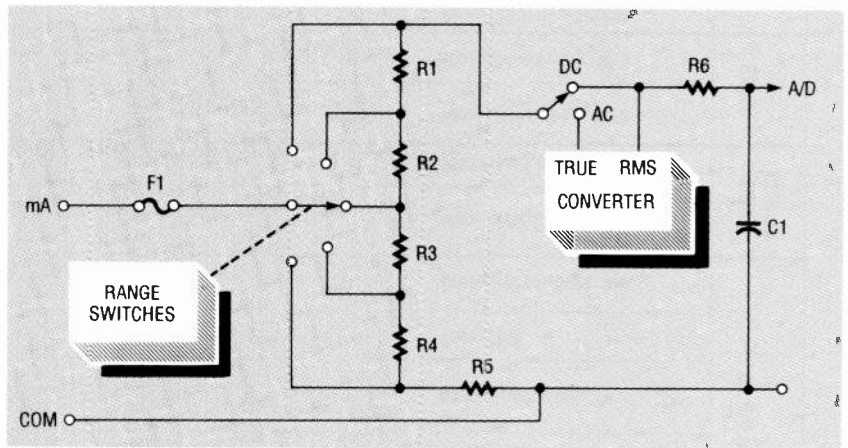 R1
DC
R6
A/D
R2
AC
F1
TRUE RMS
CONVERTER
mA
C1
R3
RANGE
SWITCHES
R4
R5
COM